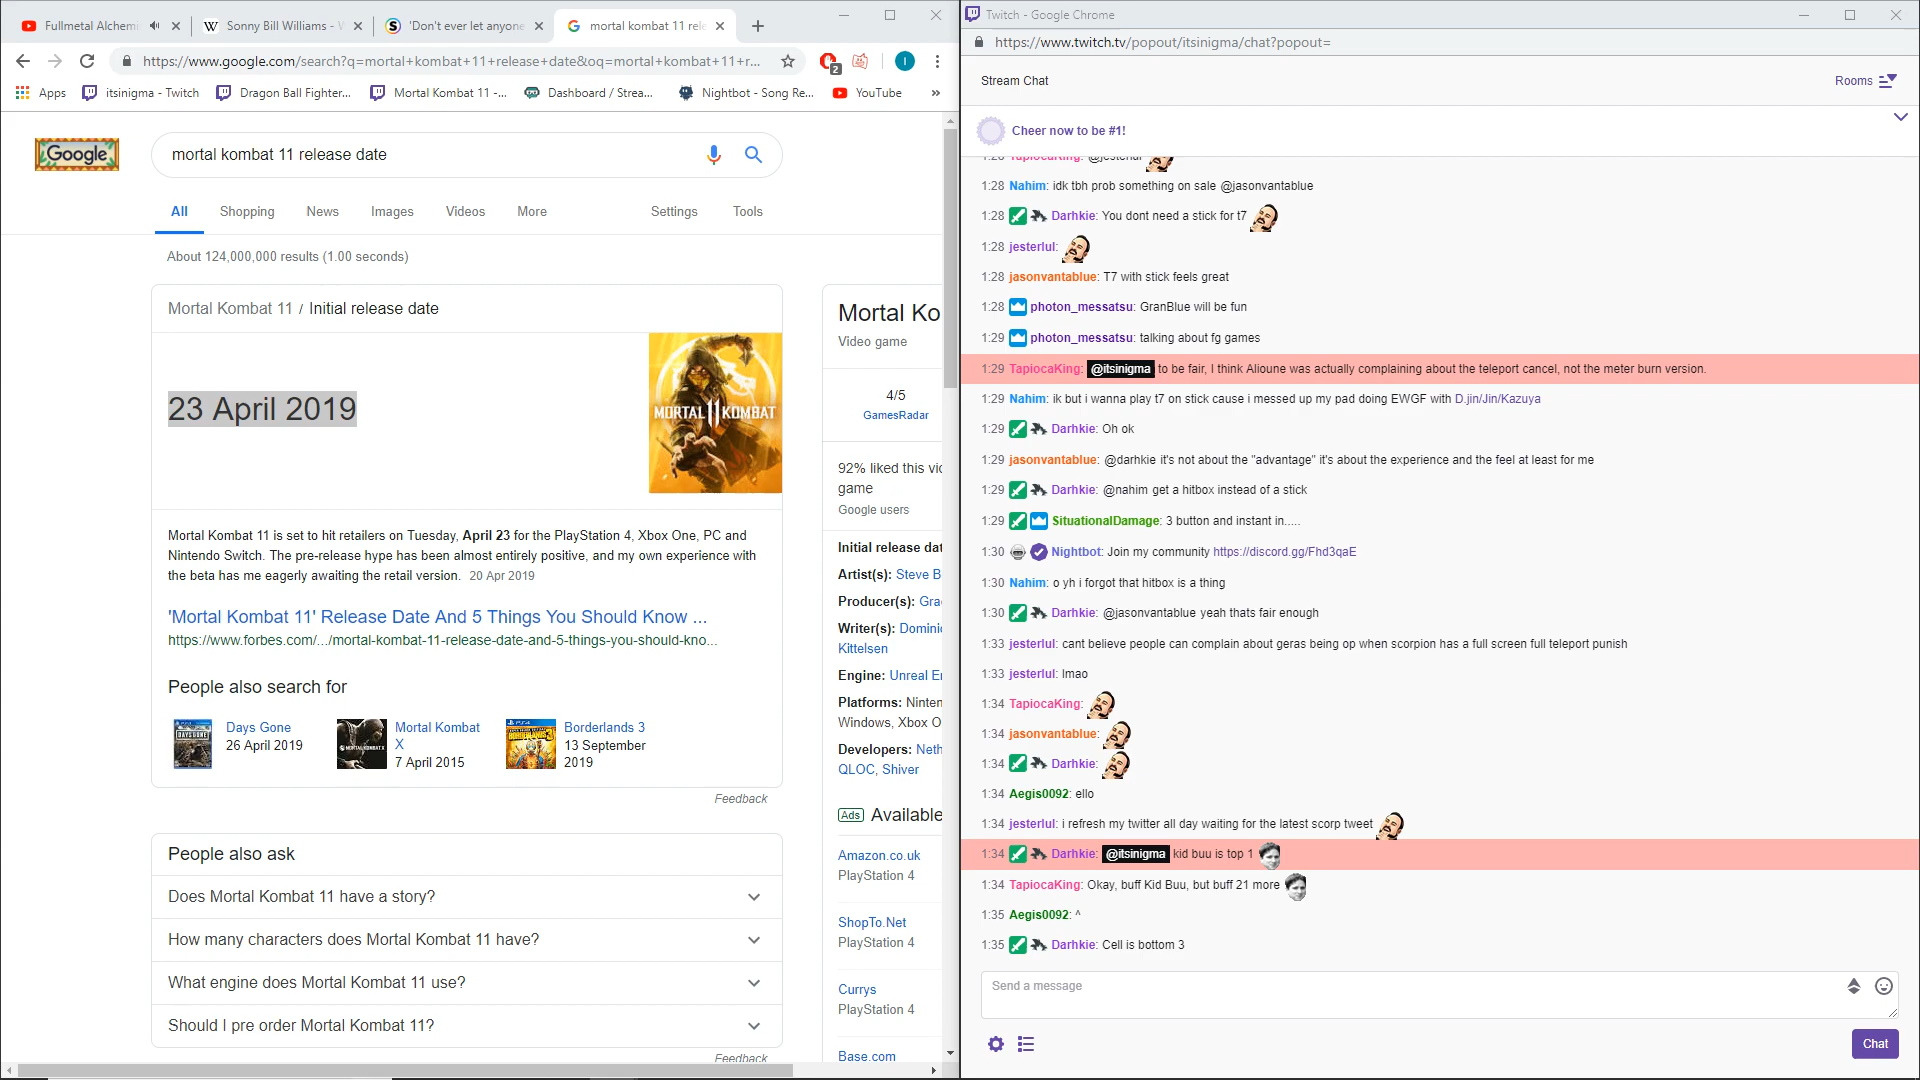 Fullmetal Alchemi
Sonny Bill Williams - W
'Don't ever let anyone
mortal kombat 11 rele
https://www.google.com/search?q=mortal+kombat+11+release+date&oq=mortal+kombat+11+r...
2
I
Apps
itsinigma - Twitch
Dragon Ball Fighter...
Mortal Kombat 11 -...
Dashboard / Strea...
Nightbot - Song Re...
YouTube
»
Google
mortal kombat 11 release date
All
Shopping
News
Images
Videos
More
Settings
Tools
About 124,000,000 results (1.00 seconds)
Mortal Kombat 11 / Initial release date
23 April 2019
MORTAL KOMBAT 11
Mortal Kombat 11 is set to hit retailers on Tuesday, April 23 for the PlayStation 4, Xbox One, PC and
Nintendo Switch. The pre-release hype has been almost entirely positive, and my own experience with
the beta has me eagerly awaiting the retail version. 20 Apr 2019
'Mortal Kombat 11' Release Date And 5 Things You Should Know ...
https://www.forbes.com/.../mortal-kombat-11-release-date-and-5-things-you-should-kno...
People also search for
Days Gone
26 April 2019
Mortal Kombat
X
7 April 2015
Borderlands 3
13 September
2019
Feedback
People also ask
Does Mortal Kombat 11 have a story?
How many characters does Mortal Kombat 11 have?
What engine does Mortal Kombat 11 use?
Should I pre order Mortal Kombat 11?
Feedback
Mortal Ko
Video game
4/5
GamesRadar
92% liked this vid
game
Google users
Initial release dat
Artist(s): Steve B
Producer(s): Gra
Writer(s): Dominic
Kittelsen
Engine: Unreal E
Platforms: Ninten
Windows, Xbox O
Developers: Neth
QLOC, Shiver
Ads Available
Amazon.co.uk
PlayStation 4
ShopTo.Net
PlayStation 4
Currys
PlayStation 4
Base.com
Twitch - Google Chrome
https://www.twitch.tv/popout/itsinigma/chat?popout=
Stream Chat
Rooms
Cheer now to be #1!
1:28 TapiocaKing: @jesterlul
1:28 Nahim: idk tbh prob something on sale @jasonvantablue
1:28 Darhkie: You dont need a stick for t7
1:28 jesterlul:
1:28 jasonvantablue: T7 with stick feels great
1:28 photon_messatsu: GranBlue will be fun
1:29 photon_messatsu: talking about fg games
1:29 TapiocaKing: @itsinigma to be fair, I think Alioune was actually complaining about the teleport cancel, not the meter burn version.
1:29 Nahim: ik but i wanna play t7 on stick cause i messed up my pad doing EWGF with D.jin/Jin/Kazuya
1:29 Darhkie: Oh ok
1:29 jasonvantablue: @darhkie it's not about the "advantage" it's about the experience and the feel at least for me
1:29 Darhkie: @nahim get a hitbox instead of a stick
1:29 SituationalDamage: 3 button and instant in.....
1:30 Nightbot: Join my community https://discord.gg/Fhd3qaE
1:30 Nahim: o yh i forgot that hitbox is a thing
1:30 Darhkie: @jasonvantablue yeah thats fair enough
1:33 jesterlul: cant believe people can complain about geras being op when scorpion has a full screen full teleport punish
1:33 jesterlul: lmao
1:34 TapiocaKing:
1:34 jasonvantablue:
1:34 Darhkie:
1:34 Aegis0092: ello
1:34 jesterlul: i refresh my twitter all day waiting for the latest scorp tweet
1:34 Darhkie: @itsinigma kid buu is top 1
1:34 TapiocaKing: Okay, buff Kid Buu, but buff 21 more
1:35 Aegis0092: ^
1:35 Darhkie: Cell is bottom 3
Send a message
Chat